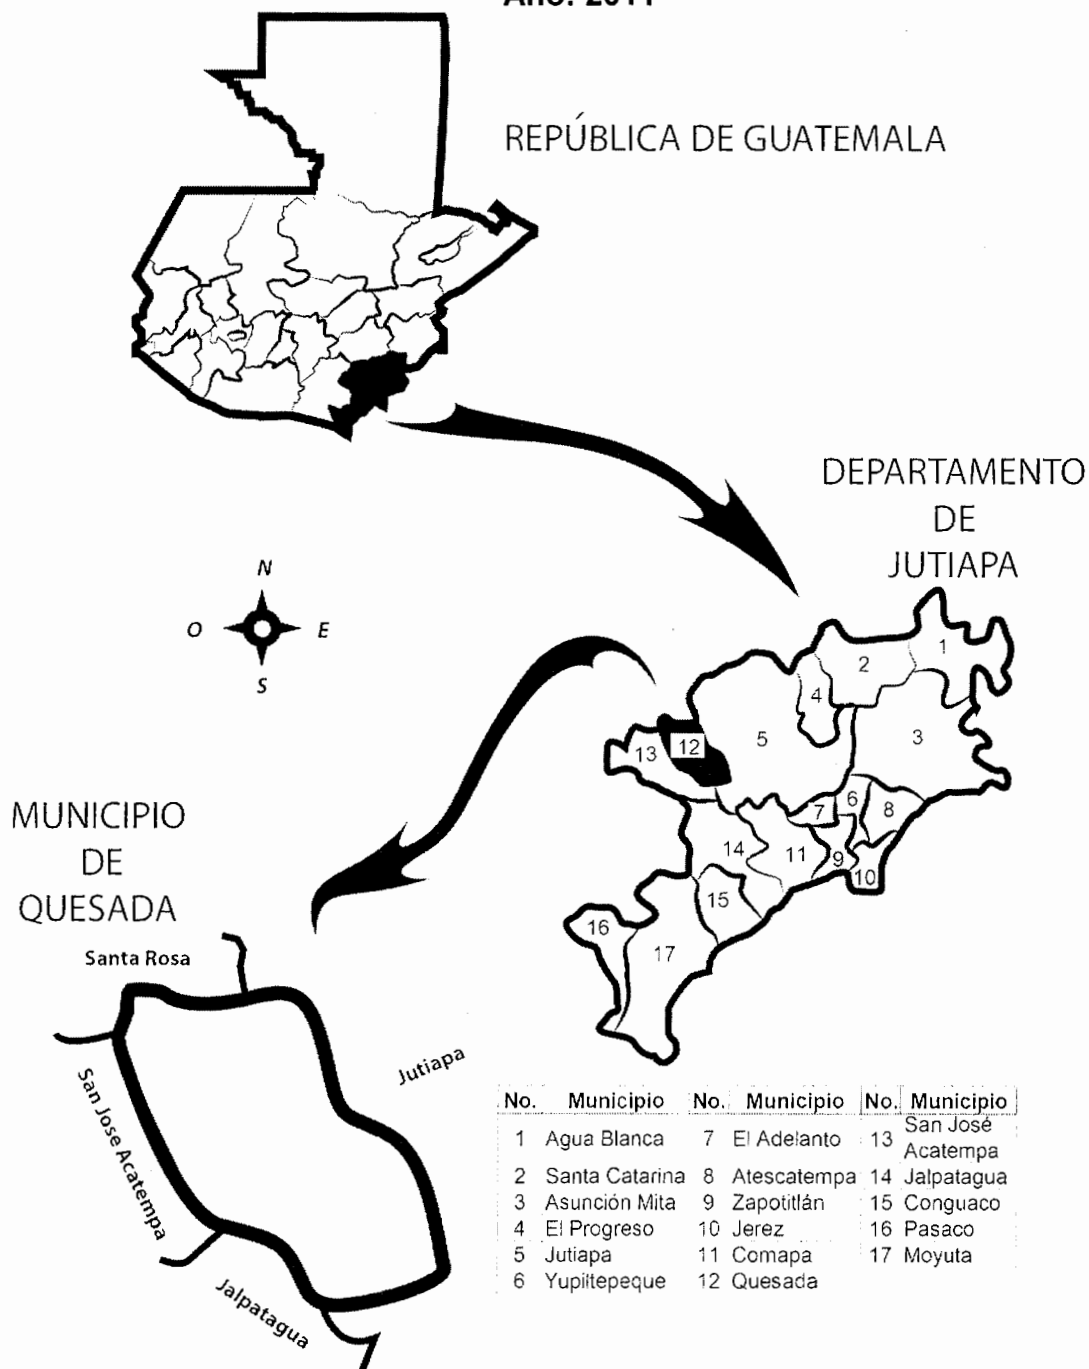 Año: 2011
REPÚBLICA DE GUATEMALA
DEPARTAMENTO
DE
JUTIAPA
N
O
E
S
1
2
4
3
5
12
13
6
7
8
14
11
9
10
15
16
17
MUNICIPIO
DE
QUESADA
Santa Rosa
Jutiapa
San Jose Acatempa
Jalpatagua
No. Municipio No. Municipio No. Municipio
1 Agua Blanca 7 El Adelanto 13 San José Acatempa
2 Santa Catarina 8 Atescatempa 14 Jalpatagua
3 Asunción Mita 9 Zapotitlán 15 Conguaco
4 El Progreso 10 Jerez 16 Pasaco
5 Jutiapa 11 Comapa 17 Moyuta
6 Yupiltepeque 12 Quesada